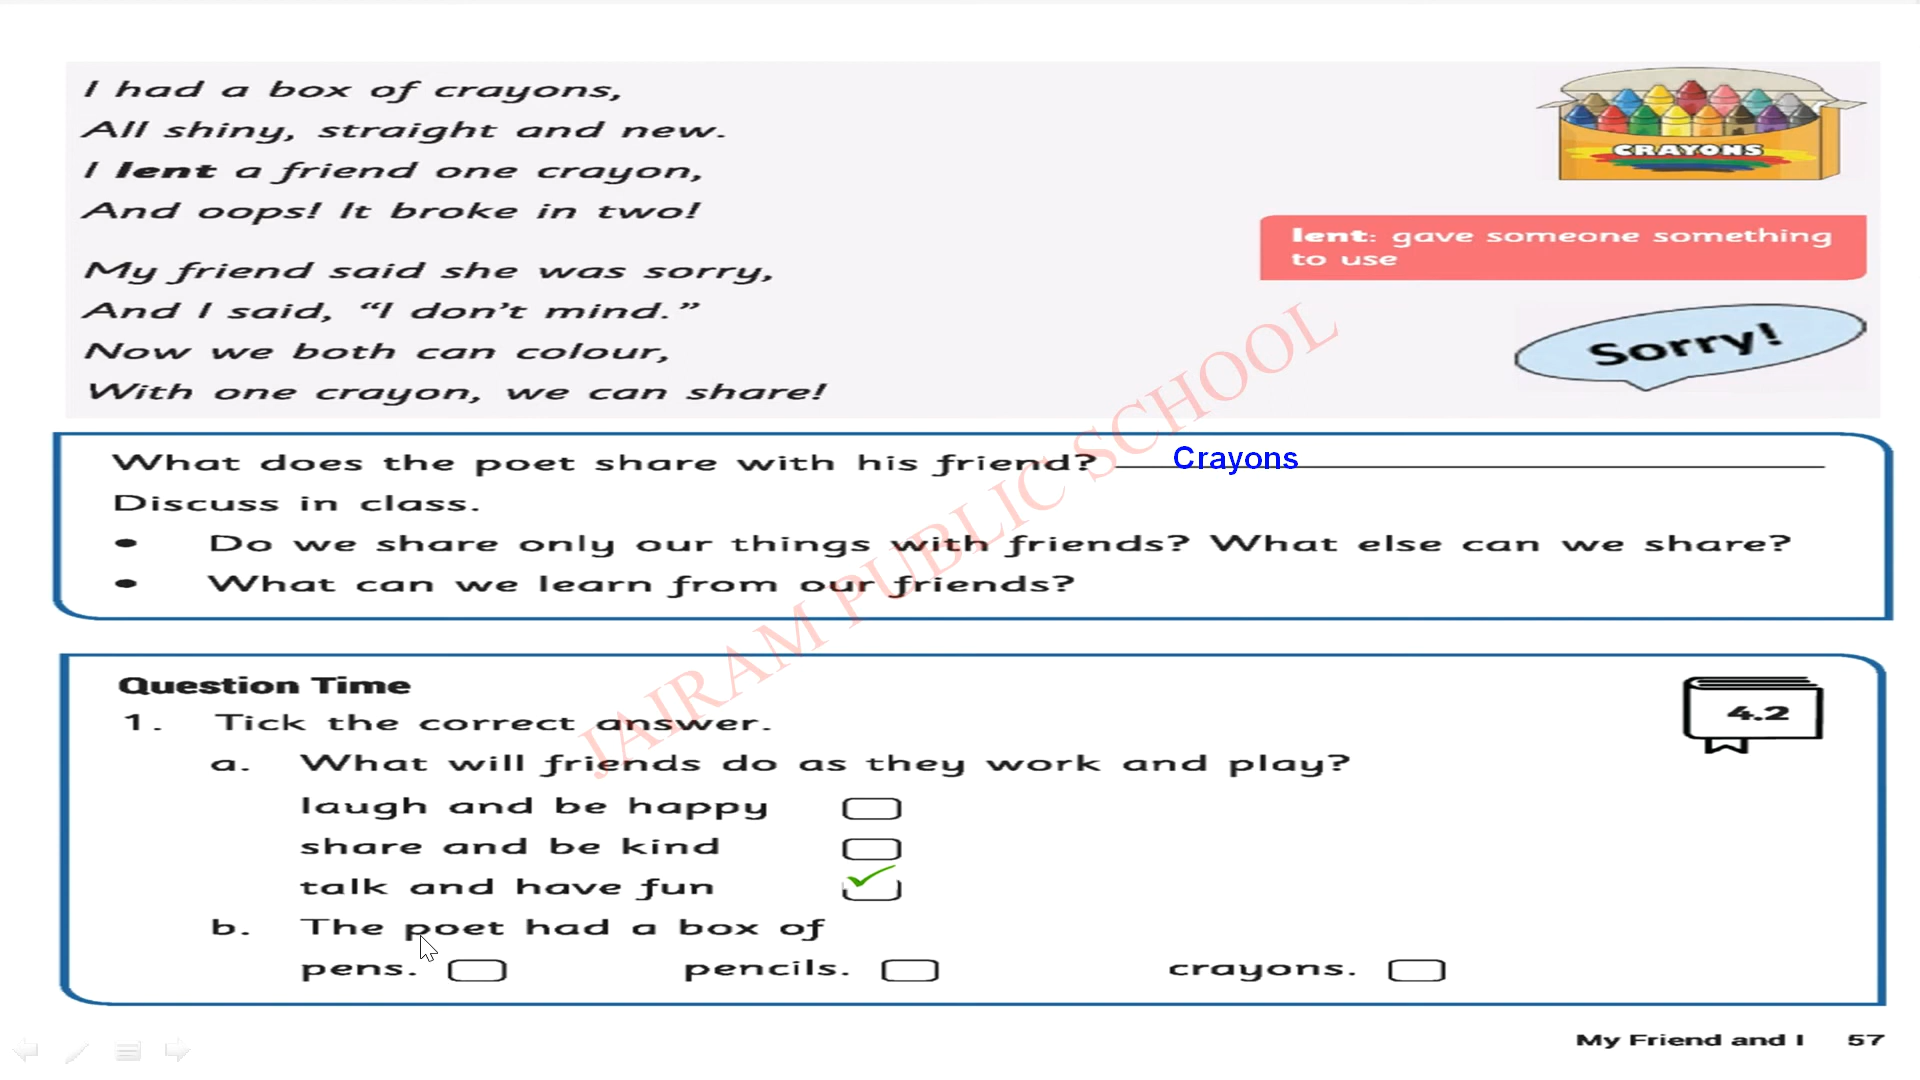 I had a box of crayons,
All shiny, straight and new.
I lent a friend one crayon,
And oops! It broke in two!
CRAYONS
lent: gave someone something
to use
My friend said she was sorry,
And I said, “I don’t mind.”
Now we both can colour,
With one crayon, we can share!
Sorry!
What does the poet share with his friend? Crayons
Discuss in class.
• Do we share only our things with friends? What else can we share?
• What can we learn from our friends?
JAIRAM PUBLIC SCHOOL
Question Time
4.2
1. Tick the correct answer.
a. What will friends do as they work and play?
laugh and be happy
share and be kind
talk and have fun
b. The poet had a box of
pens. pencils. crayons.
My Friend and I 57